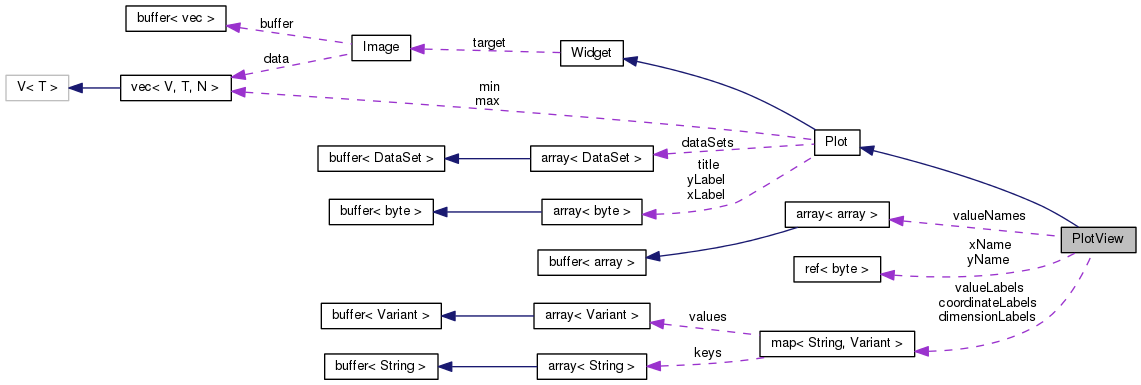 buffer< vec >
buffer
Image
target
Widget
data
V< T >
vec< V, T, N >
min
max
Plot
dataSets
buffer< DataSet >
array< DataSet >
title
yLabel
xLabel
buffer< byte >
array< byte >
array< array >
valueNames
PlotView
xName
yName
buffer< array >
ref< byte >
valueLabels
coordinateLabels
dimensionLabels
buffer< Variant >
array< Variant >
values
map< String, Variant >
keys
buffer< String >
array< String >